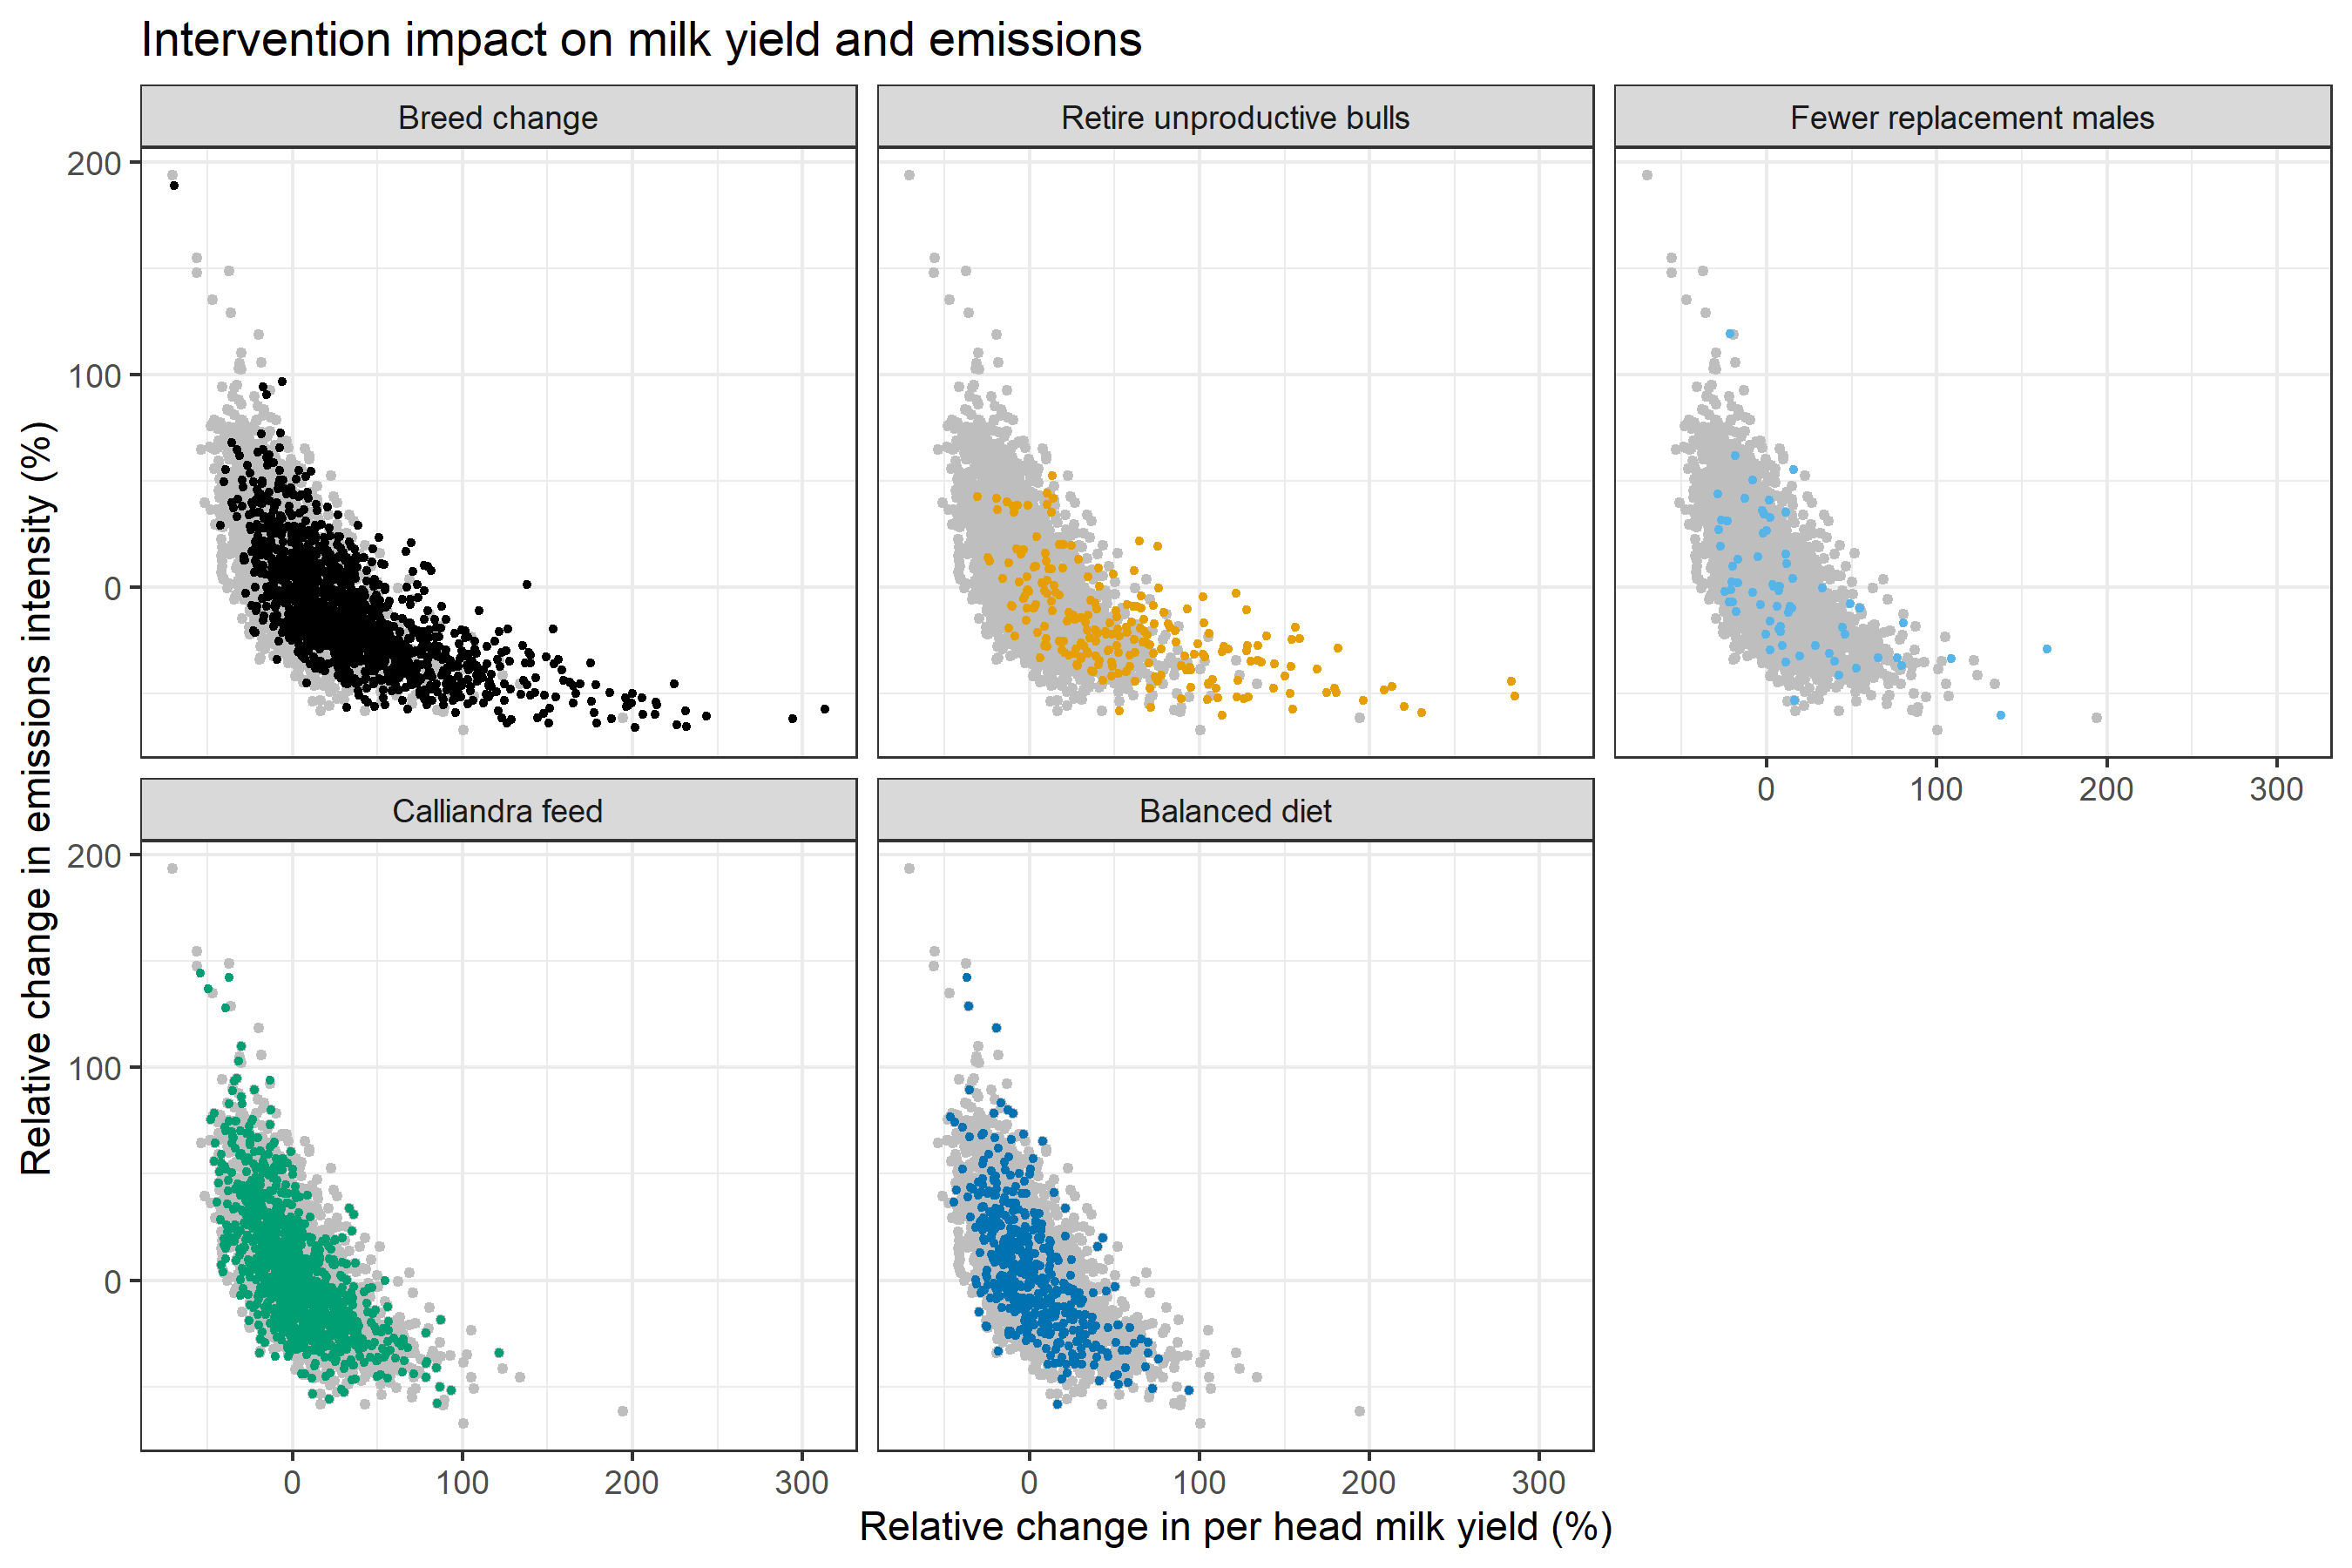 Intervention impact on milk yield and emissions
Breed change
Retire unproductive bulls
Fewer replacement males
200
100
0
0
100
200
300
Calliandra feed
Balanced diet
200
100
0
0
100
200
300
0
100
200
300
Relative change in emissions intensity (%)
Relative change in per head milk yield (%)